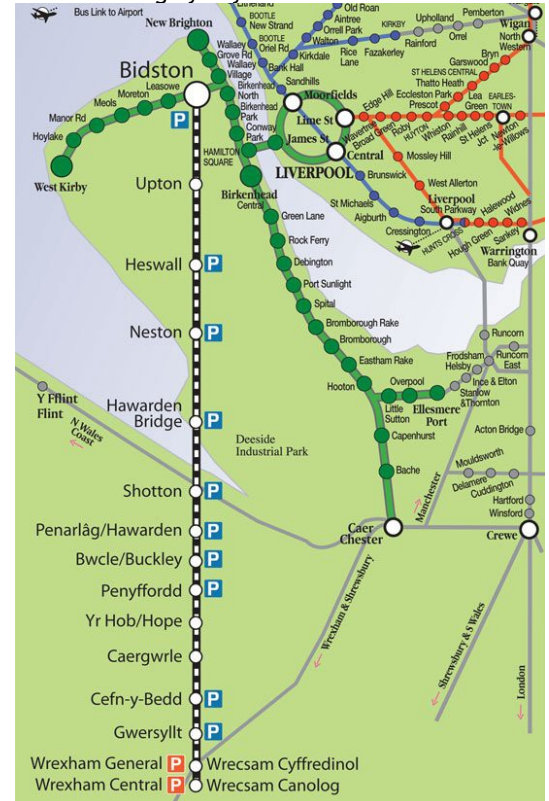 Bus Link to Airport
New Brighton
Wallasey
Grove Rd
Wallasey
Village
Bidston
Leasowe
Moreton
Meols
Manor Rd
Hoylake
West Kirby
P
Birkenhead
North
Birkenhead
Park
Conway
Park
HAMILTON
SQUARE
Birkenhead
Central
BOOTLE
New Strand
BOOTLE
Oriel Rd
Bank Hall
Sandhills
Old Roan
Aintree
Orrell Park
Walton
Kirkdale
Rice
Lane
Fazakerley
KIRKBY
Rainford
Upholland
Orrel
Pemberton
Wigan
North
Western
Bryn
Garswood
ST HELENS CENTRAL
Thatto Heath
Eccleston Park
Prescot
Moorfields
Lime St
James St
Central
LIVERPOOL
Edge Hill
Wavertree
Broad Green
Roby
HUYTON
Whiston
Rainhill
St Helens Jct
Lea
Green
EARLES-
TOWN
Newton
le-Willows
Mossley Hill
West Allerton
Liverpool
South Parkway
Brunswick
St Michaels
Aigburth
Cressington
HUNTS CROSS
Halewood
Hough Green
Widnes
Sankey
Warrington
Bank Quay
Green Lane
Rock Ferry
Debington
Port Sunlight
Spital
Bromborough Rake
Bromborough
Eastham Rake
Hooton
Overpool
Little
Sutton
Ellesmere
Port
Stanlow
&Thornton
Ince & Elton
Frodsham
Helsby
Runcorn
Runcorn
East
Capenhurst
Bache
Caer
Chester
Acton Bridge
Mouldsworth
Delamere
Cuddington
Hartford
Winsford
Crewe
Manchester
Wrexham & Shrewsbury
Shrewsbury & S Wales
London
Upton
Heswall P
Neston P
Hawarden
Bridge P
Y Fflint
Flint
N Wales
Coast
Deeside
Industrial Park
Shotton P
Penarlâg/Hawarden P
Bwcle/Buckley P
Penyffordd P
Yr Hob/Hope
Caergwrle
Cefn-y-Bedd P
Gwersyllt P
Wrexham General P Wrecsam Cyffredinol
Wrexham Central P Wrecsam Canolog